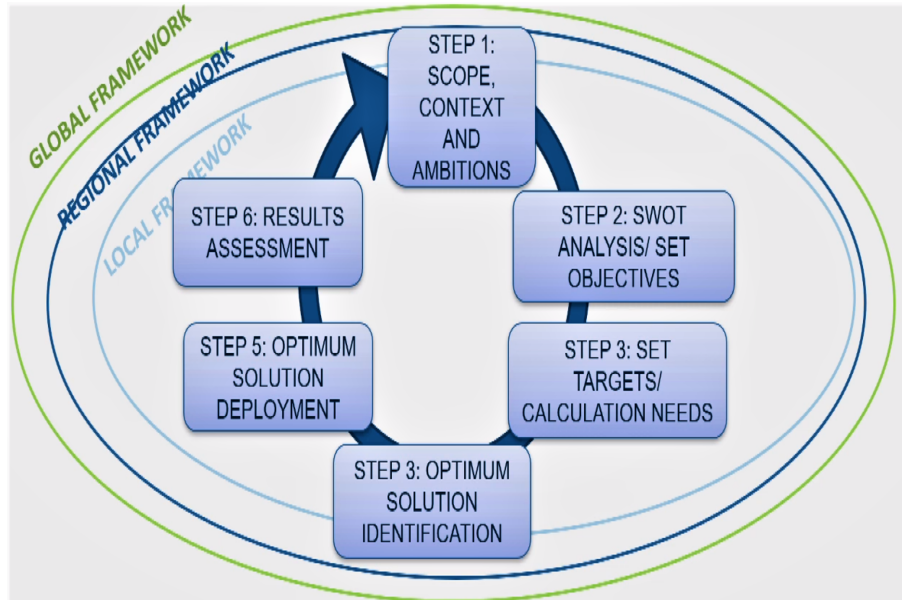 GLOBAL FRAMEWORK
REGIONAL FRAMEWORK
LOCAL FRAMEWORK
STEP 1:
SCOPE,
CONTEXT
AND
AMBITIONS
STEP 2: SWOT
ANALYSIS/ SET
OBJECTIVES
STEP 3: SET
TARGETS/
CALCULATION NEEDS
STEP 3: OPTIMUM
SOLUTION
IDENTIFICATION
STEP 5: OPTIMUM
SOLUTION
DEPLOYMENT
STEP 6: RESULTS
ASSESSMENT